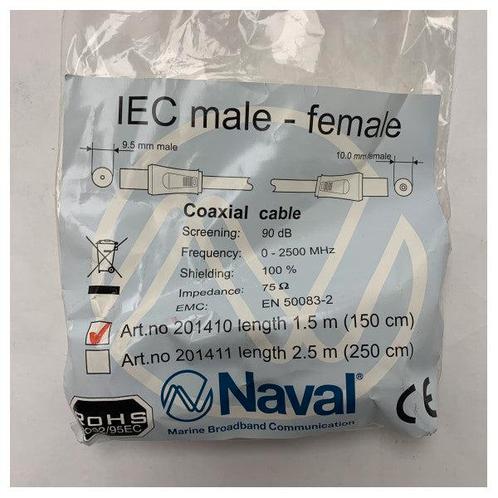 IEC male - female
9.5 mm male
10.0 mm female
Coaxial cable
Screening: 90 dB
Frequency: 0 - 2500 MHz
Shielding: 100 %
Impedance: 75 Ω
EMC: EN 50083-2
Art.no 201410 length 1.5 m (150 cm)
Art.no 201411 length 2.5 m (250 cm)
Naval®
Marine Broadband Communication
CE
ROHS
2/95EC